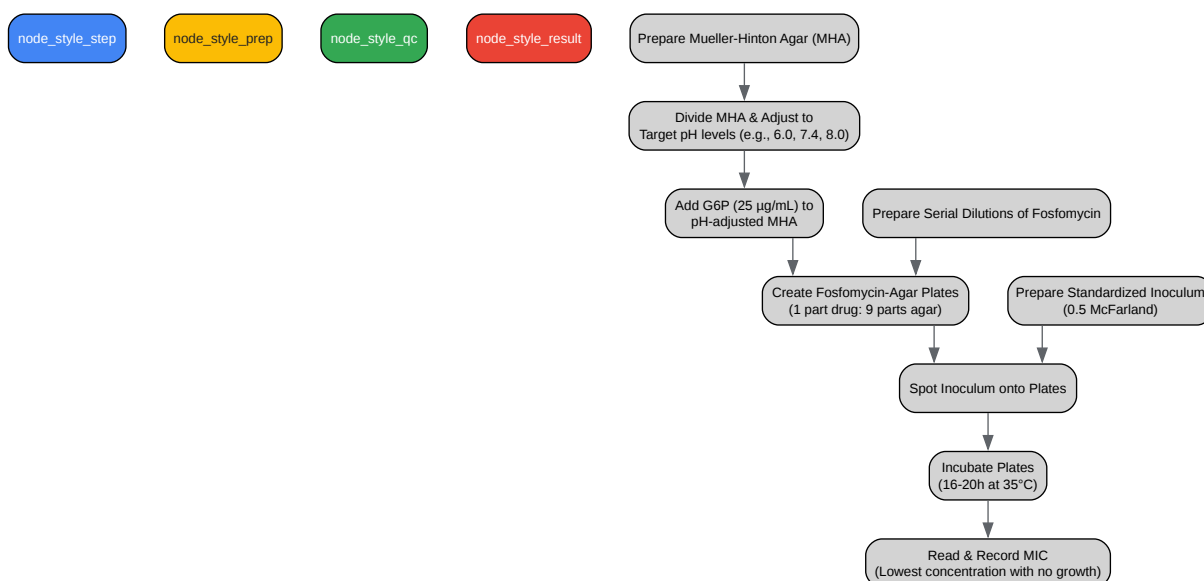 node_style_step
node_style_prep
node_style_qc
node_style_result
Prepare Mueller-Hinton Agar (MHA)
Divide MHA & Adjust to
Target pH levels (e.g., 6.0, 7.4, 8.0)
Add G6P (25 µg/mL) to
pH-adjusted MHA
Prepare Serial Dilutions of Fosfomycin
Create Fosfomycin-Agar Plates
(1 part drug: 9 parts agar)
Prepare Standardized Inoculum
(0.5 McFarland)
Spot Inoculum onto Plates
Incubate Plates
(16-20h at 35°C)
Read & Record MIC
(Lowest concentration with no growth)